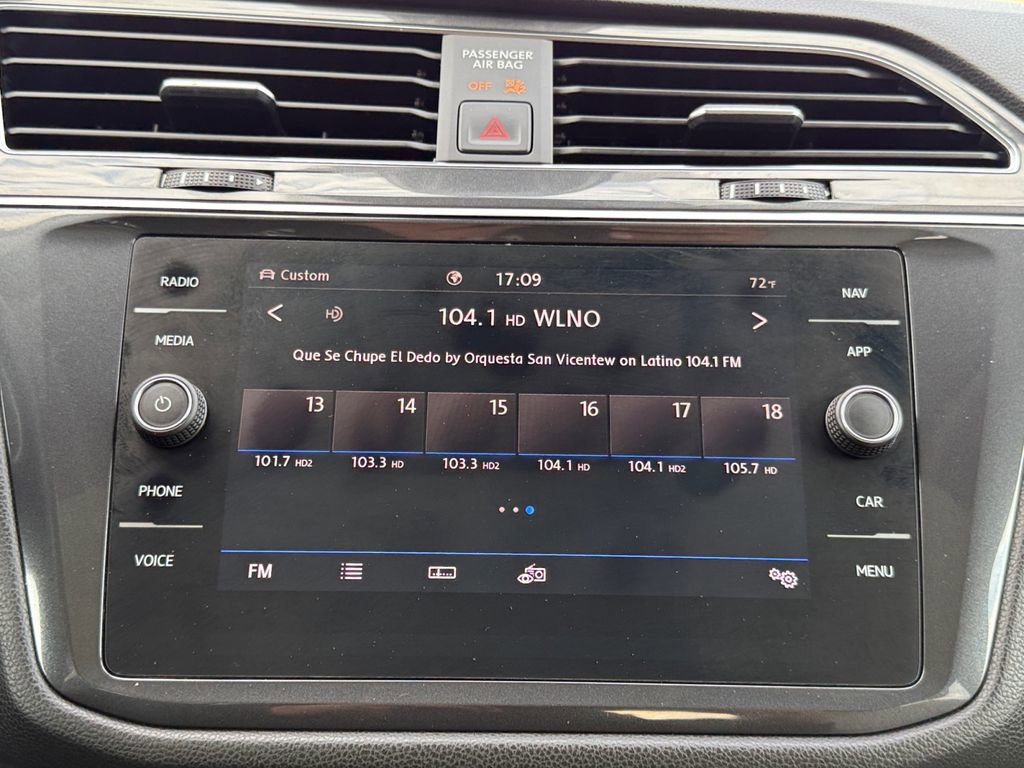 PASSENGER
AIR BAG
OFF
RADIO
MEDIA
PHONE
VOICE
Custom 17:09 72°F
< HD 104.1 HD WLNO >
Que Se Chupe El Dedo by Orquesta San Vicentew on Latino 104.1 FM
13 14 15 16 17 18
101.7 HD2 103.3 HD 103.3 HD2 104.1 HD 104.1 HD2 105.7 HD
FM
NAV
APP
CAR
MENU